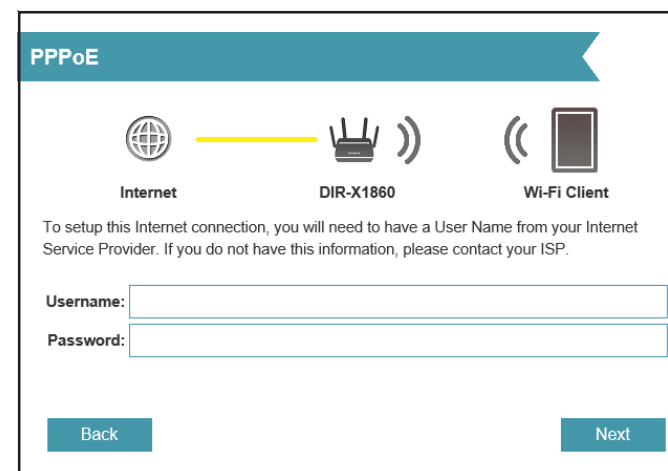 PPPoE
Internet DIR-X1860 Wi-Fi Client
To setup this Internet connection, you will need to have a User Name from your Internet
Service Provider. If you do not have this information, please contact your ISP.
Username:
Password:
Back Next